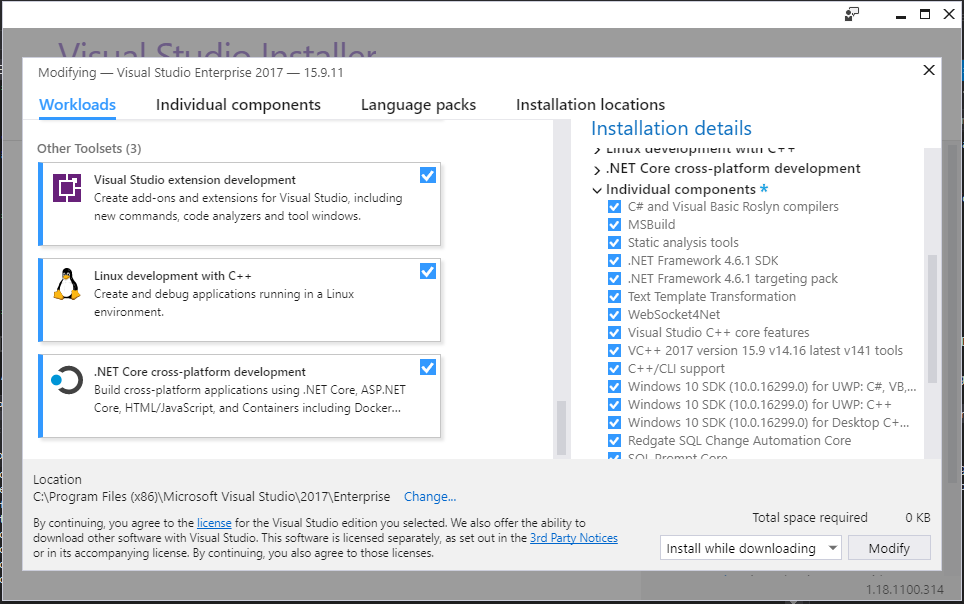 Visual Studio Installer
Modifying — Visual Studio Enterprise 2017 — 15.9.11
Workloads
Individual components
Language packs
Installation locations
Other Toolsets (3)
Visual Studio extension development
Create add-ons and extensions for Visual Studio, including
new commands, code analyzers and tool windows.
Linux development with C++
Create and debug applications running in a Linux
environment.
.NET Core cross-platform development
Build cross-platform applications using .NET Core, ASP.NET
Core, HTML/JavaScript, and Containers including Docker...
Installation details
Linux development with C++
.NET Core cross-platform development
Individual components *
C# and Visual Basic Roslyn compilers
MSBuild
Static analysis tools
.NET Framework 4.6.1 SDK
.NET Framework 4.6.1 targeting pack
Text Template Transformation
WebSocket4Net
Visual Studio C++ core features
VC++ 2017 version 15.9 v14.16 latest v141 tools
C++/CLI support
Windows 10 SDK (10.0.16299.0) for UWP: C#, VB,...
Windows 10 SDK (10.0.16299.0) for UWP: C++
Windows 10 SDK (10.0.16299.0) for Desktop C+...
Redgate SQL Change Automation Core
SQL Prompt Core
Location
C:\Program Files (x86)\Microsoft Visual Studio\2017\Enterprise Change...
By continuing, you agree to the license for the Visual Studio edition you selected. We also offer the ability to
download other software with Visual Studio. This software is licensed separately, as set out in the 3rd Party Notices
or in its accompanying license. By continuing, you also agree to those licenses.
Total space required 0 KB
Install while downloading
Modify
1.18.1100.314